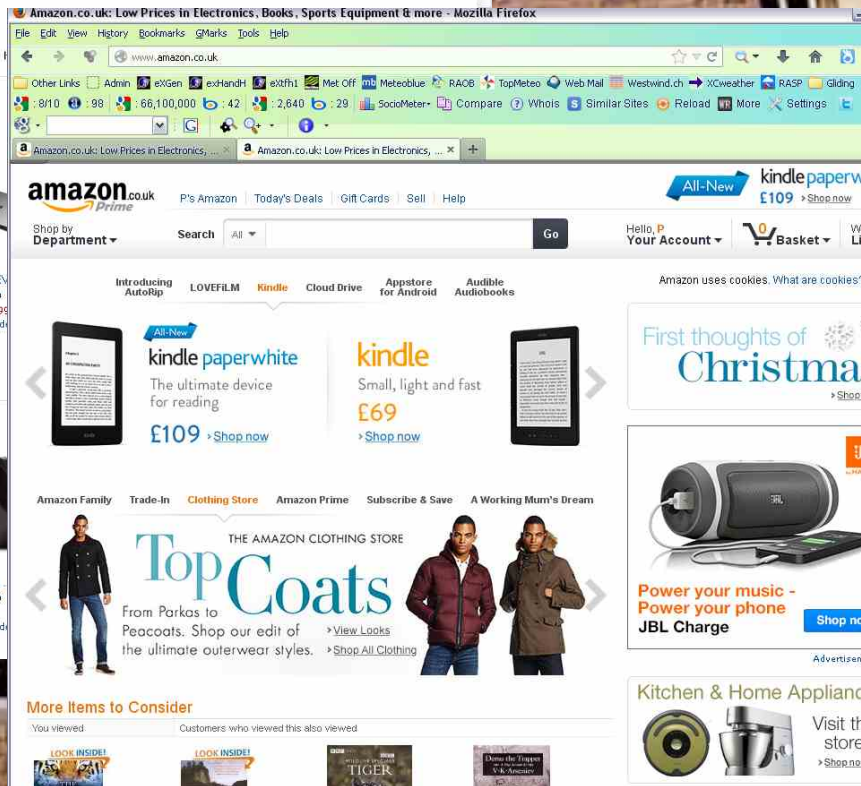 Amazon.co.uk: Low Prices in Electronics, Books, Sports Equipment & more - Mozilla Firefox
File Edit View History Bookmarks GMarks Tools Help
www.amazon.co.uk
Other Links Admin eXGen exHandH eXtfh1 Met Off Meteoblue RAOB TopMeteo Web Mail Westwind.ch XCweather RASP Gliding
: 8/10 : 98 : 66,100,000 : 42 : 2,640 : 29 SocioMeter Compare Whois Similar Sites Reload More Settings
Amazon.co.uk: Low Prices in Electronics, ... Amazon.co.uk: Low Prices in Electronics, ...
amazon.co.uk
Prime
P's Amazon Today's Deals Gift Cards Sell Help
All-New kindle paperw
£109 Shop now
Shop by
Department
Search All Go
Hello, P
Your Account
0 Basket
Introducing AutoRip LOVEFiLM Kindle Cloud Drive Appstore for Android Audible Audiobooks
Amazon uses cookies. What are cookies?
All-New
kindle paperwhite
The ultimate device
for reading
£109 Shop now
kindle
Small, light and fast
£69
Shop now
First thoughts of
Christma
Shop
Amazon Family Trade-In Clothing Store Amazon Prime Subscribe & Save A Working Mum's Dream
THE AMAZON CLOTHING STORE
Top
Coats
From Parkas to
Peacoats. Shop our edit of
the ultimate outerwear styles.
View Looks
Shop All Clothing
JBL
Power your music -
Power your phone
JBL Charge
Shop no
Advertisem
Kitchen & Home Applianc
Visit th
store
Shop no
More Items to Consider
You viewed Customers who viewed this also viewed
LOOK INSIDE! LOOK INSIDE!
THE
TIGER
Dersu the Trapper
V·K·Arseniev